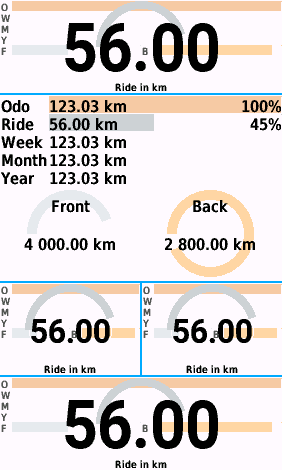 O
W
M
Y
F
56.00
B
Ride in km
Odo 123.03 km 100%
Ride 56.00 km 45%
Week 123.03 km
Month 123.03 km
Year 123.03 km
Front Back
4 000.00 km 2 800.00 km
O
W
M
Y
F
56.00
B
Ride in km
O
W
M
Y
F
56.00
B
Ride in km
O
W
M
Y
F
56.00
B
Ride in km